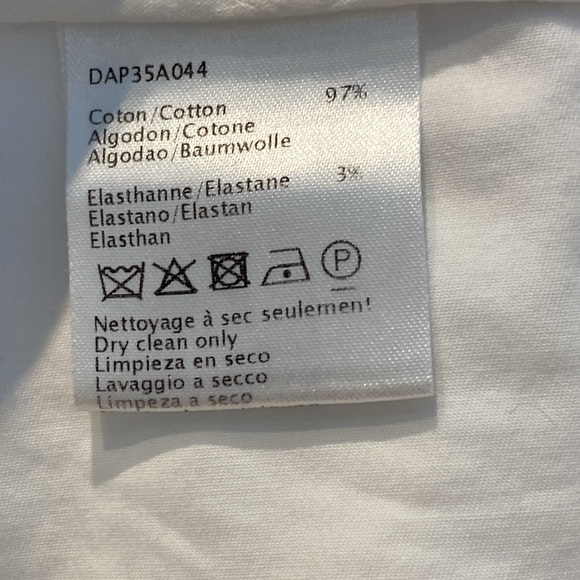 DAP35A044
Coton/Cotton 97%
Algodon/Cotone
Algodao/Baumwolle
Elasthanne/Elastane 3%
Elastano/Elastan
Elasthan
P
Nettoyage à sec seulement!
Dry clean only
Limpieza en seco
Lavaggio a secco
Limpeza a seco